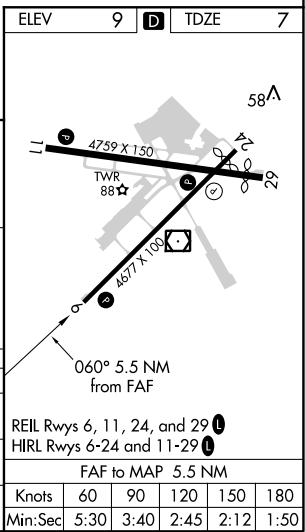 ELEV 9 D TDZE 7
58
24
P
11
4759 X 150
TWR
88
P
P
29
4677 X 100
6
P
060° 5.5 NM
from FAF
REIL Rwys 6, 11, 24, and 29 L
HIRL Rwys 6-24 and 11-29 L
FAF to MAP 5.5 NM
Knots 60 90 120 150 180
Min:Sec 5:30 3:40 2:45 2:12 1:50